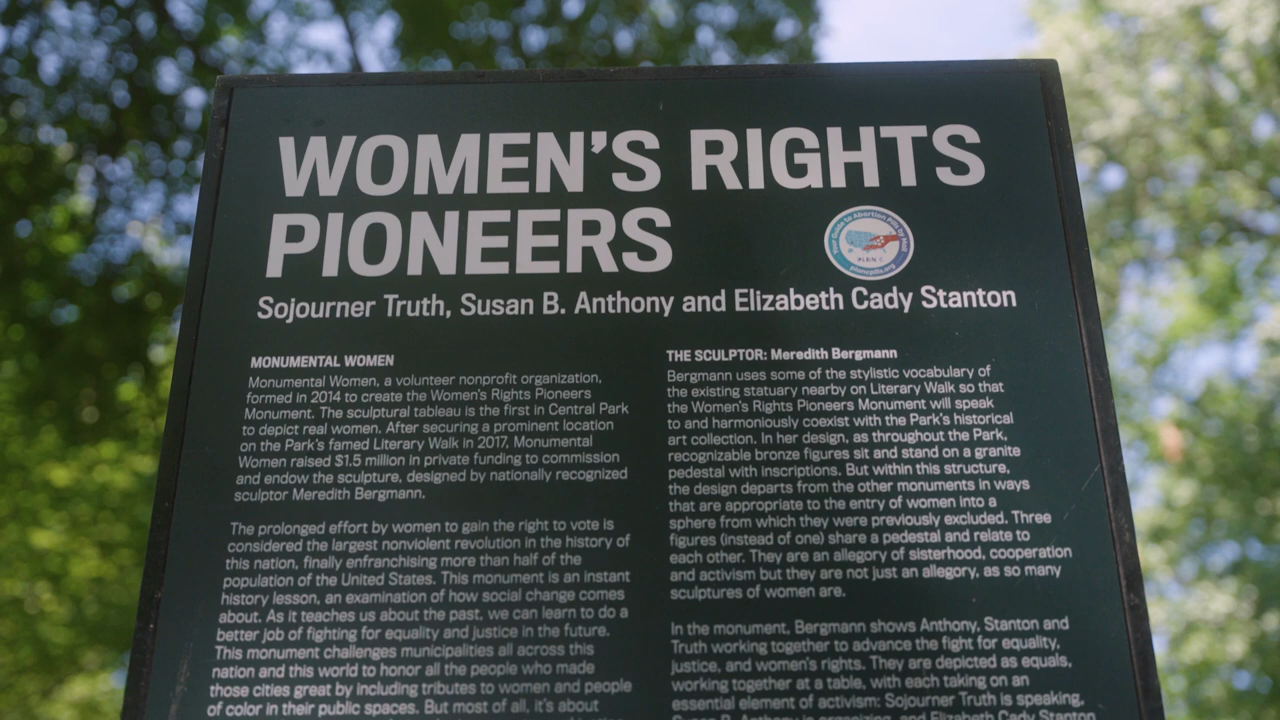 WOMEN'S RIGHTS
PIONEERS
Your Guide to Abortion Pills by Mail
PLAN C
plancpills.org
Sojourner Truth, Susan B. Anthony and Elizabeth Cady Stanton
MONUMENTAL WOMEN
Monumental Women, a volunteer nonprofit organization,
formed in 2014 to create the Women's Rights Pioneers
Monument. The sculptural tableau is the first in Central Park
to depict real women. After securing a prominent location
on the Park's famed Literary Walk in 2017, Monumental
Women raised $1.5 million in private funding to commission
and endow the sculpture, designed by nationally recognized
sculptor Meredith Bergmann.
The prolonged effort by women to gain the right to vote is
considered the largest nonviolent revolution in the history of
this nation, finally enfranchising more than half of the
population of the United States. This monument is an instant
history lesson, an examination of how social change comes
about. As it teaches us about the past, we can learn to do a
better job of fighting for equality and justice in the future.
This monument challenges municipalities all across this
nation and this world to honor all the people who made
those cities great by including tributes to women and people
of color in their public spaces. But most of all, it's about
THE SCULPTOR: Meredith Bergmann
Bergmann uses some of the stylistic vocabulary of
the existing statuary nearby on Literary Walk so that
the Women's Rights Pioneers Monument will speak
to and harmoniously coexist with the Park's historical
art collection. In her design, as throughout the Park,
recognizable bronze figures sit and stand on a granite
pedestal with inscriptions. But within this structure,
the design departs from the other monuments in ways
that are appropriate to the entry of women into a
sphere from which they were previously excluded. Three
figures (instead of one) share a pedestal and relate to
each other. They are an allegory of sisterhood, cooperation
and activism but they are not just an allegory, as so many
sculptures of women are.
In the monument, Bergmann shows Anthony, Stanton and
Truth working together to advance the fight for equality,
justice, and women's rights. They are depicted as equals,
working together at a table, with each taking on an
essential element of activism: Sojourner Truth is speaking,
Susan B. Anthony is organizing, and Elizabeth Cady Stanton